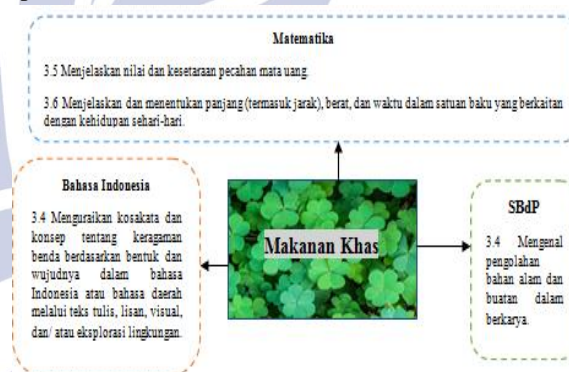 Matematika
3.5 Menjelaskan nilai dan kesetaraan pecahan mata uang.
3.6 Menjelaskan dan menentukan panjang (termasuk jarak), berat, dan waktu dalam satuan baku yang berkaitan
dengan kehidupan sehari-hari.
Bahasa Indonesia
3.4 Menguraikan kosakata dan
konsep tentang keragaman
benda berdasarkan bentuk dan
wujudnya dalam bahasa
Indonesia atau bahasa daerah
melalui teks tulis, lisan, visual,
dan/ atau eksplorasi lingkungan.
Makanan Khas
SBdP
3.4 Mengenal
pengolahan
bahan alam dan
buatan dalam
berkarya.